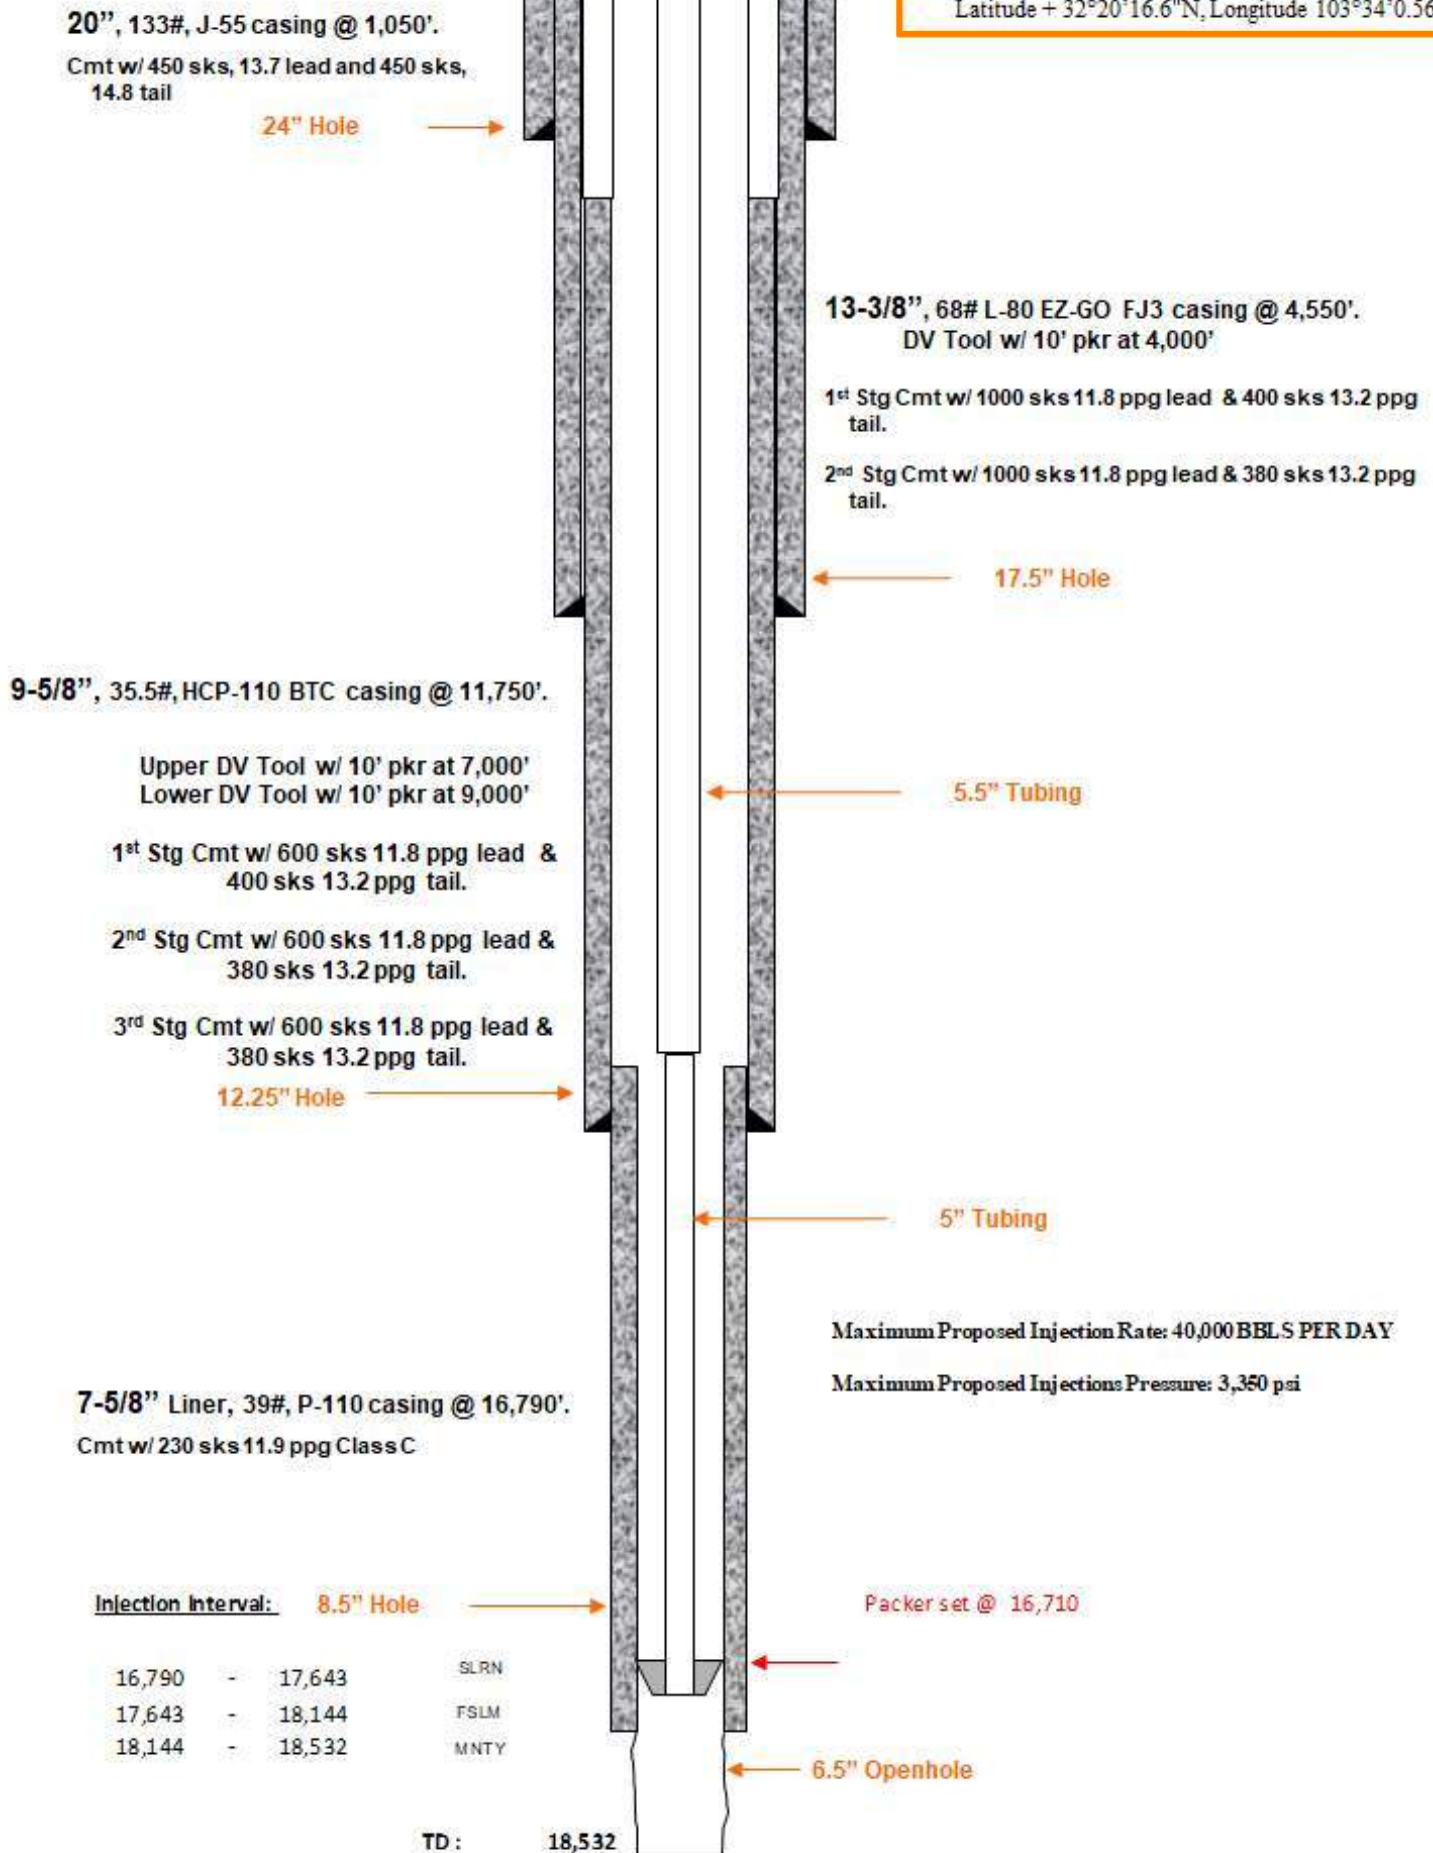 Latitude + 32°20'16.6"N, Longitude 103°34'0.56
20”, 133#, J-55 casing @ 1,050’.
Cmt w/ 450 sks, 13.7 lead and 450 sks,
14.8 tail
24” Hole
13-3/8”, 68# L-80 EZ-GO FJ3 casing @ 4,550’.
DV Tool w/ 10’ pkr at 4,000’
1st Stg Cmt w/ 1000 sks 11.8 ppg lead & 400 sks 13.2 ppg
tail.
2nd Stg Cmt w/ 1000 sks 11.8 ppg lead & 380 sks 13.2 ppg
tail.
17.5” Hole
9-5/8”, 35.5#, HCP-110 BTC casing @ 11,750’.
Upper DV Tool w/ 10’ pkr at 7,000’
Lower DV Tool w/ 10’ pkr at 9,000’
5.5” Tubing
1st Stg Cmt w/ 600 sks 11.8 ppg lead &
400 sks 13.2 ppg tail.
2nd Stg Cmt w/ 600 sks 11.8 ppg lead &
380 sks 13.2 ppg tail.
3rd Stg Cmt w/ 600 sks 11.8 ppg lead &
380 sks 13.2 ppg tail.
12.25” Hole
5” Tubing
Maximum Proposed Injection Rate: 40,000 BBLS PER DAY
Maximum Proposed Injections Pressure: 3,350 psi
7-5/8” Liner, 39#, P-110 casing @ 16,790’.
Cmt w/ 230 sks 11.9 ppg Class C
Injection Interval: 8.5” Hole
Packer set @ 16,710
16,790 - 17,643 SLRN
17,643 - 18,144 FSLM
18,144 - 18,532 MNTY
6.5” Openhole
TD : 18,532